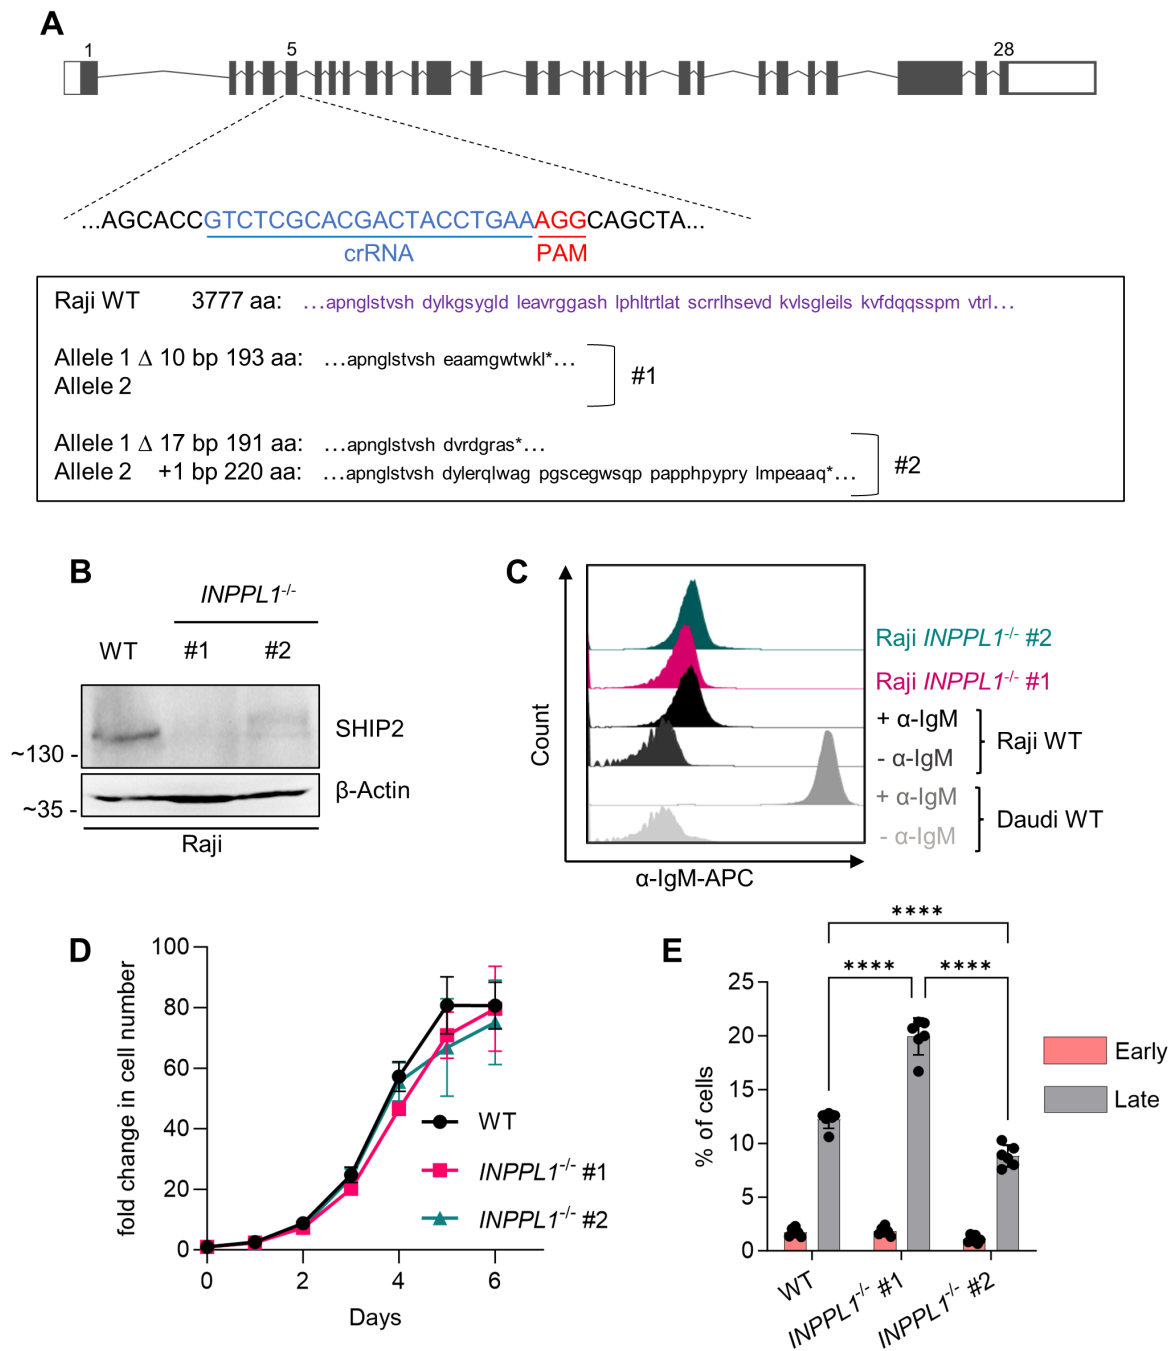 A
1 5 28
...AGCACCGTCTCGCACGACTACCTGAAAGGCAGCTA...
crRNA PAM
Raji WT 3777 aa: ...apnglstvsh dylkgsygld leavrggash lphltrtlat scrrlhsevd kvlsgleils kvfdqqsspm vtrl...
Allele 1 Δ 10 bp 193 aa: ...apnglstvsh eaamgwtwkl*...
Allele 2
#1
Allele 1 Δ 17 bp 191 aa: ...apnglstvsh dvrdgras*...
Allele 2 +1 bp 220 aa: ...apnglstvsh dylerqlwag pgscegwsqp papphpypry lmpeaaq*...
#2
B
INPPL1-/-
WT #1 #2
SHIP2
~130 -
β-Actin
~35 -
Raji
C
Count
α-IgM-APC
Raji INPPL1-/- #2
Raji INPPL1-/- #1
+ α-IgM
- α-IgM
Raji WT
+ α-IgM
- α-IgM
Daudi WT
D
fold change in cell number
100
80
60
40
20
0
0 2 4 6
Days
WT
INPPL1-/- #1
INPPL1-/- #2
E
% of cells
25
20
15
10
5
0
****
**** ****
WT
INPPL1-/- #1
INPPL1-/- #2
Early
Late